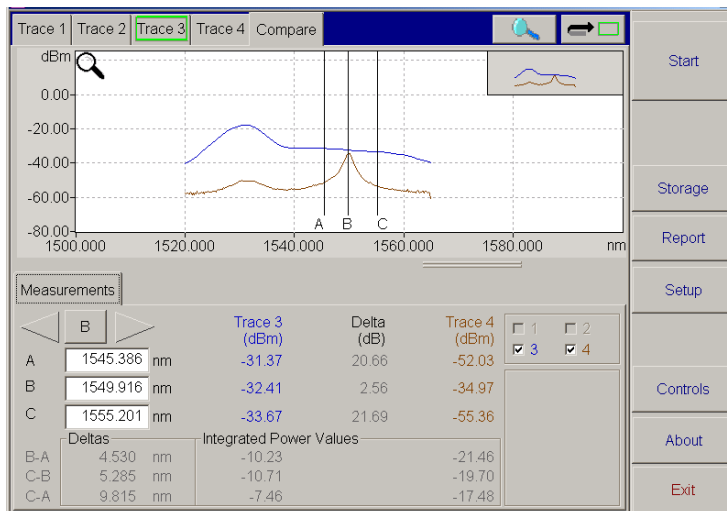 Trace 1 Trace 2 Trace 3 Trace 4 Compare
dBm
0.00
-20.00
-40.00
-60.00
-80.00
A B C
1500.000 1520.000 1540.000 1560.000 1580.000 nm
Start
Storage
Report
Setup
Controls
About
Exit
Measurements
B
Trace 3 (dBm) Delta (dB) Trace 4 (dBm)
1 2
3 4
A 1545.386 nm -31.37 20.66 -52.03
B 1549.916 nm -32.41 2.56 -34.97
C 1555.201 nm -33.67 21.69 -55.36
Deltas Integrated Power Values
B-A 4.530 nm -10.23 -21.46
C-B 5.285 nm -10.71 -19.70
C-A 9.815 nm -7.46 -17.48